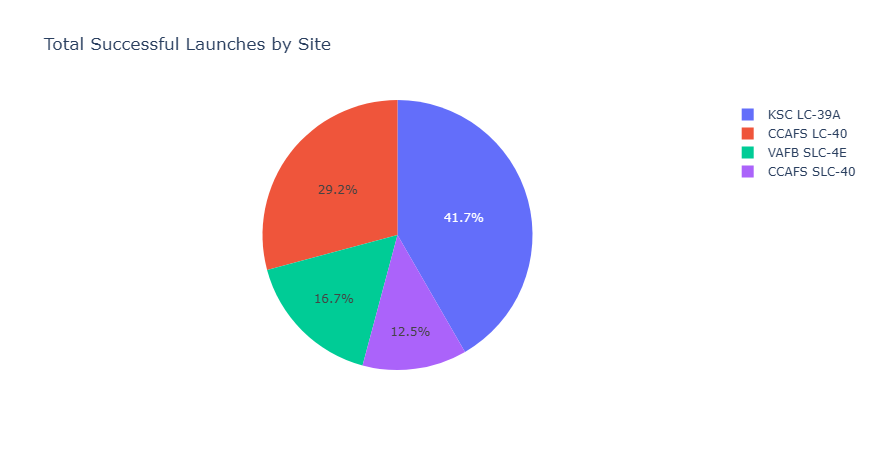 Total Successful Launches by Site
KSC LC-39A
CCAFS LC-40
VAFB SLC-4E
CCAFS SLC-40
29.2%
41.7%
16.7%
12.5%